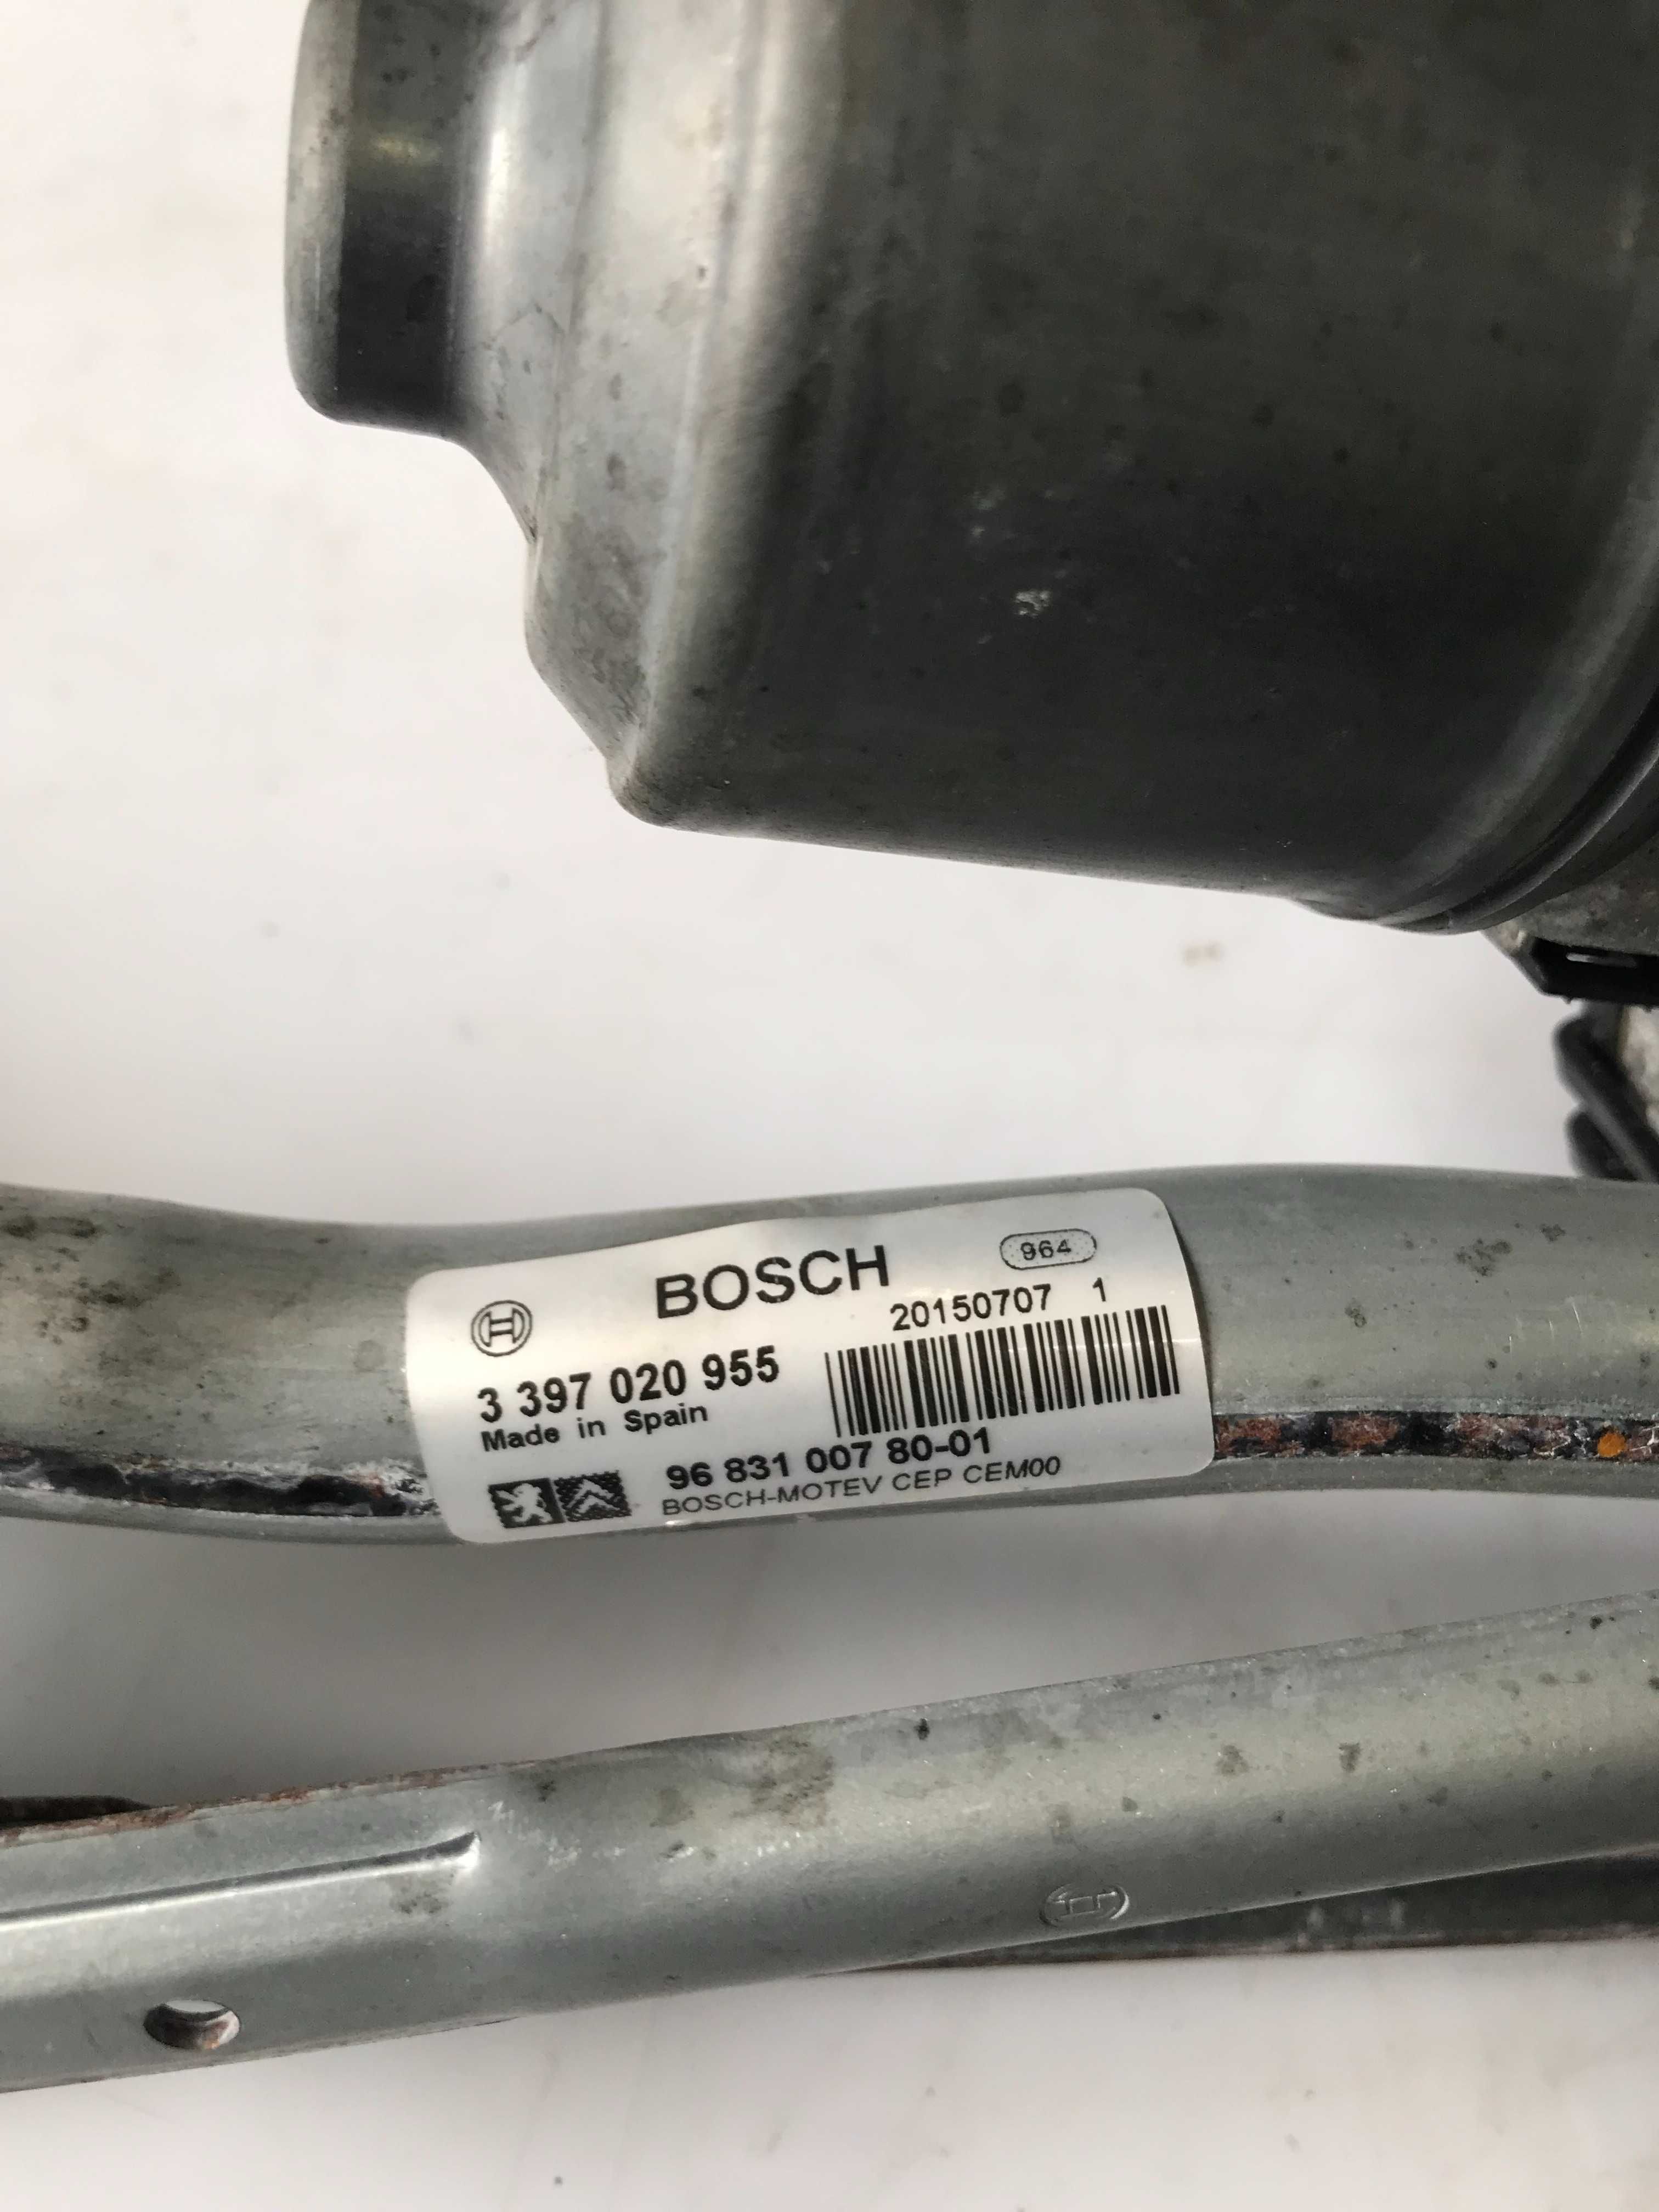 BOSCH
964
20150707 1
3 397 020 955
Made in Spain
96 831 007 80-01
BOSCH-MOTEV CEP CEM00